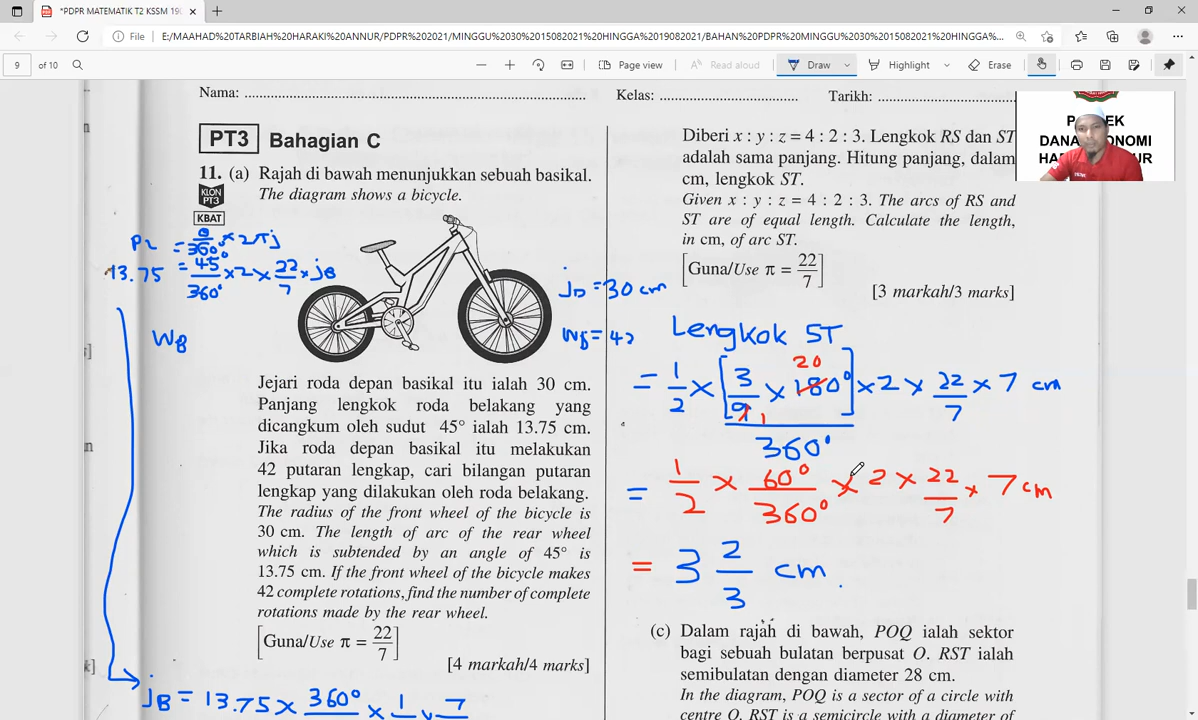 *PDPR MATEMATIK T2 KSSM 19(
File
E:/MAAHAD%20TARBIAH%20HARAKI%20ANNUR/PDPR%202021/MINGGU%2030%2015082021%20HINGGA%2019082021/BAHAN%20PDPR%20MINGGU%2030%2015082021%20HINGGA%...
9 of 10
Page view
Read aloud
Draw
Highlight
Erase
Nama:
Kelas:
Tarikh:
PT3 Bahagian C
11. (a) Rajah di bawah menunjukkan sebuah basikal.
The diagram shows a bicycle.
KLON
PT3
KBAT
PL = θ/360° × 2πj
13.75 = 45/360° × 2 × 22/7 × jB
WB
jD = 30 cm
= 42
Jejari roda depan basikal itu ialah 30 cm.
Panjang lengkok roda belakang yang
dicangkum oleh sudut 45° ialah 13.75 cm.
Jika roda depan basikal itu melakukan
42 putaran lengkap, cari bilangan putaran
lengkap yang dilakukan oleh roda belakang.
The radius of the front wheel of the bicycle is
30 cm. The length of arc of the rear wheel
which is subtended by an angle of 45° is
13.75 cm. If the front wheel of the bicycle makes
42 complete rotations, find the number of complete
rotations made by the rear wheel.
[Guna/Use π = 22/7]
[4 markah/4 marks]
jB = 13.75 × 360° × 1 × 7
Diberi x : y : z = 4 : 2 : 3. Lengkok RS dan ST
adalah sama panjang. Hitung panjang, dalam
cm, lengkok ST.
Given x : y : z = 4 : 2 : 3. The arcs of RS and
ST are of equal length. Calculate the length,
in cm, of arc ST.
[Guna/Use π = 22/7]
[3 markah/3 marks]
Lengkok ST
20
= 1/2 × [3/9 × 180°] × 2 × 22/7 × 7 cm
1
360°
= 1/2 × 60°/360° × 2 × 22/7 × 7 cm
= 3 2/3 cm.
(c) Dalam rajah di bawah, POQ ialah sektor
bagi sebuah bulatan berpusat O. RST ialah
semibulatan dengan diameter 28 cm.
In the diagram, POQ is a sector of a circle with
centre O. RST is a semicircle with a diameter of